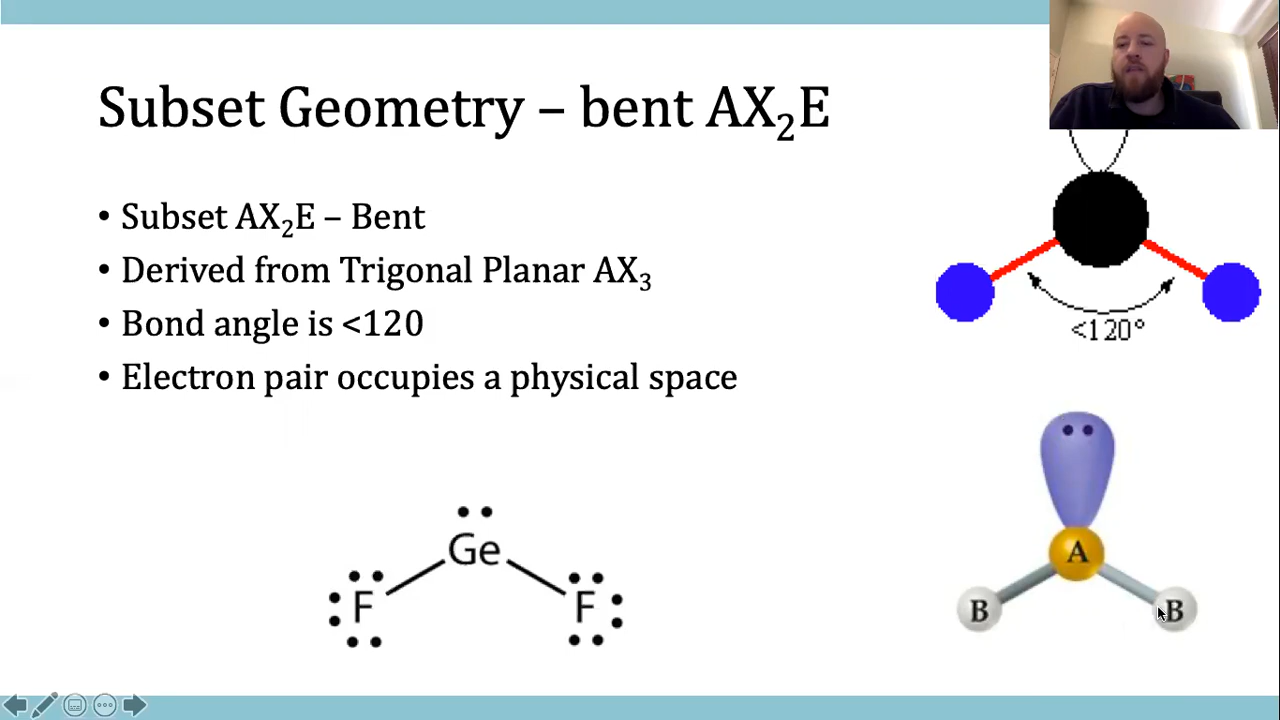 Subset Geometry – bent AX₂E
• Subset AX₂E – Bent
• Derived from Trigonal Planar AX₃
• Bond angle is <120
• Electron pair occupies a physical space
<120°
Ge
F F
A
B B